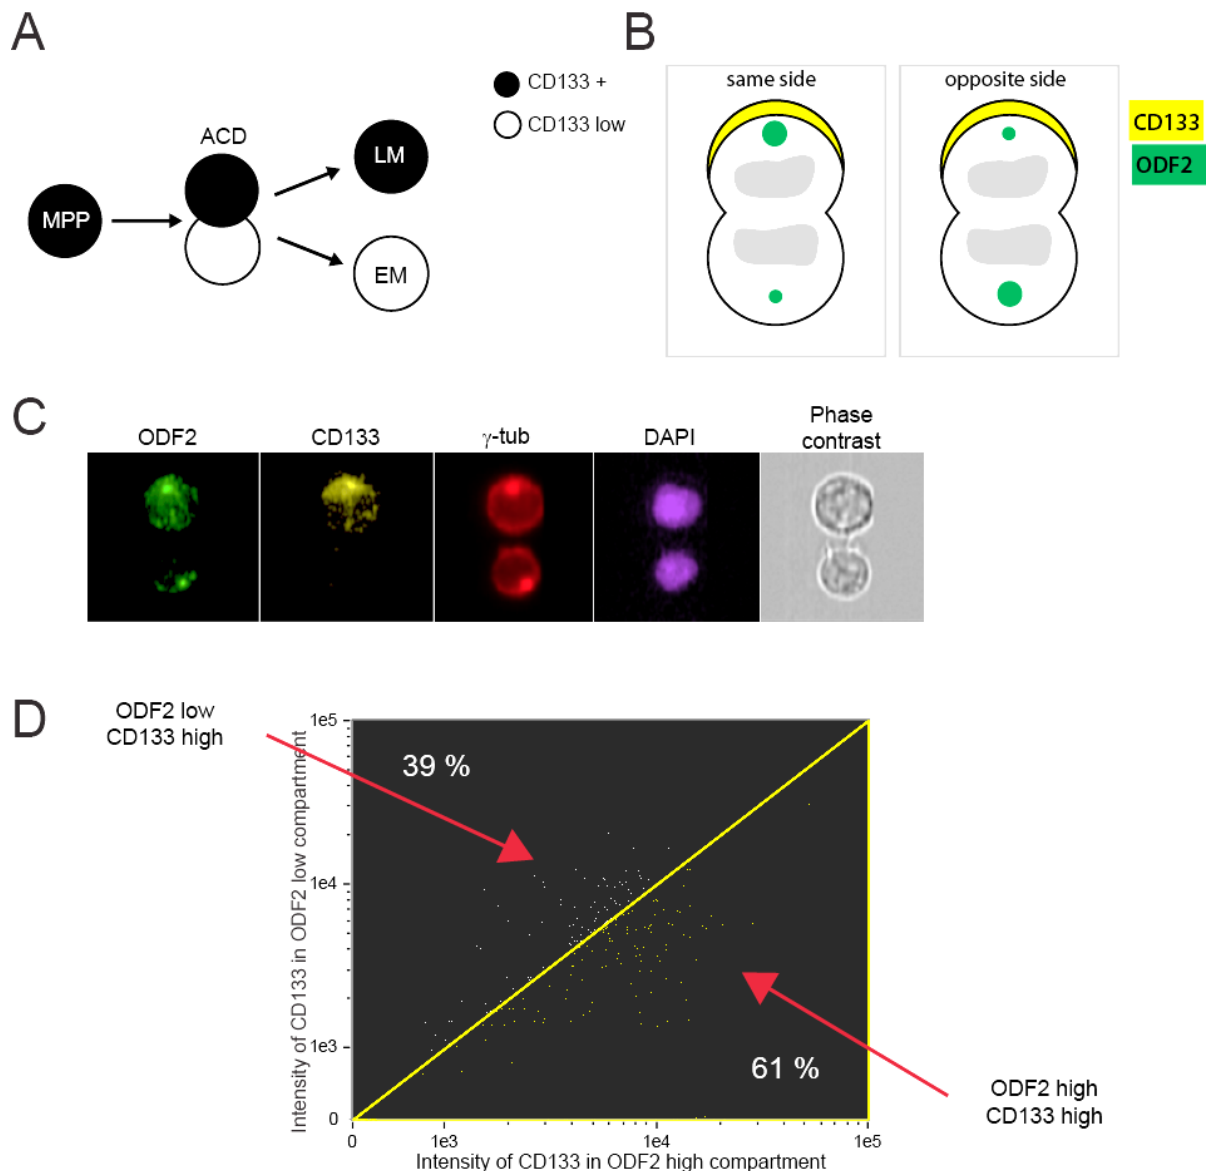 A
CD133 +
CD133 low
ACD
MPP
LM
EM
B
same side
opposite side
CD133
ODF2
C
ODF2
CD133
γ-tub
DAPI
Phase
contrast
D
ODF2 low
CD133 high
Intensity of CD133 in ODF2 low compartment
1e5
1e4
1e3
0
39 %
61 %
ODF2 high
CD133 high
0
1e3
1e4
1e5
Intensity of CD133 in ODF2 high compartment